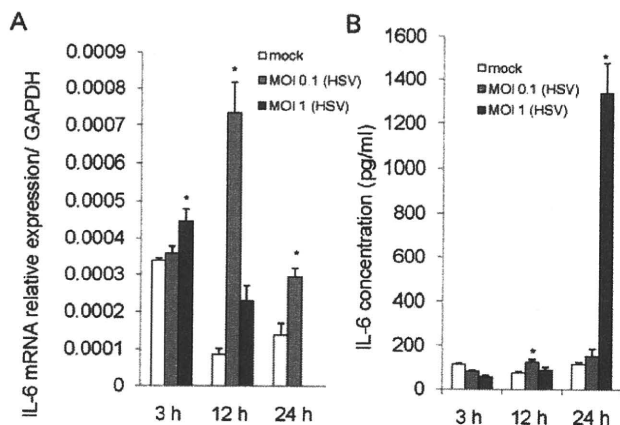 A
IL-6 mRNA relative expression/ GAPDH
0.0009
0.0008
0.0007
0.0006
0.0005
0.0004
0.0003
0.0002
0.0001
0
mock
MOI 0.1 (HSV)
MOI 1 (HSV)
*
*
*
3 h 12 h 24 h
B
IL-6 concentration (pg/ml)
1600
1400
1200
1000
800
600
400
200
0
mock
MOI 0.1 (HSV)
MOI 1 (HSV)
*
*
3 h 12 h 24 h